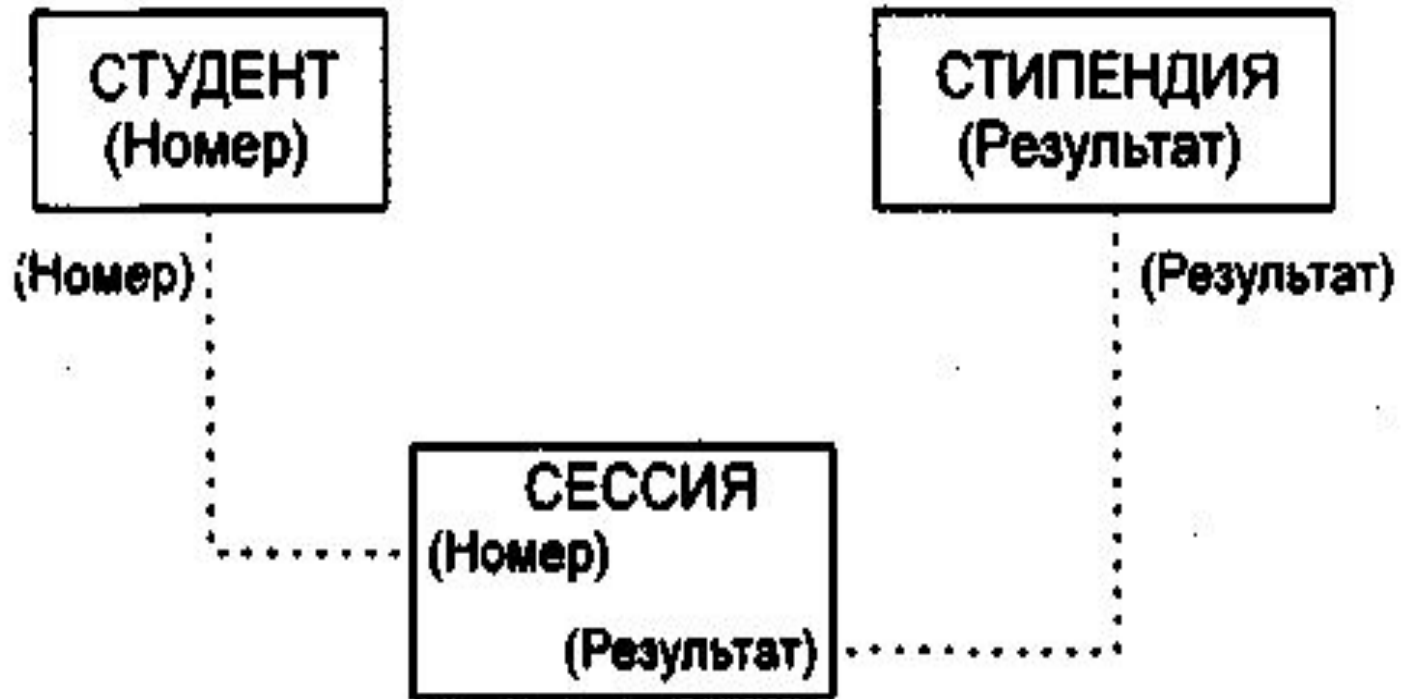 СТУДЕНТ
(Номер)
СТИПЕНДИЯ
(Результат)
(Номер)
(Результат)
СЕССИЯ
(Номер)
(Результат)